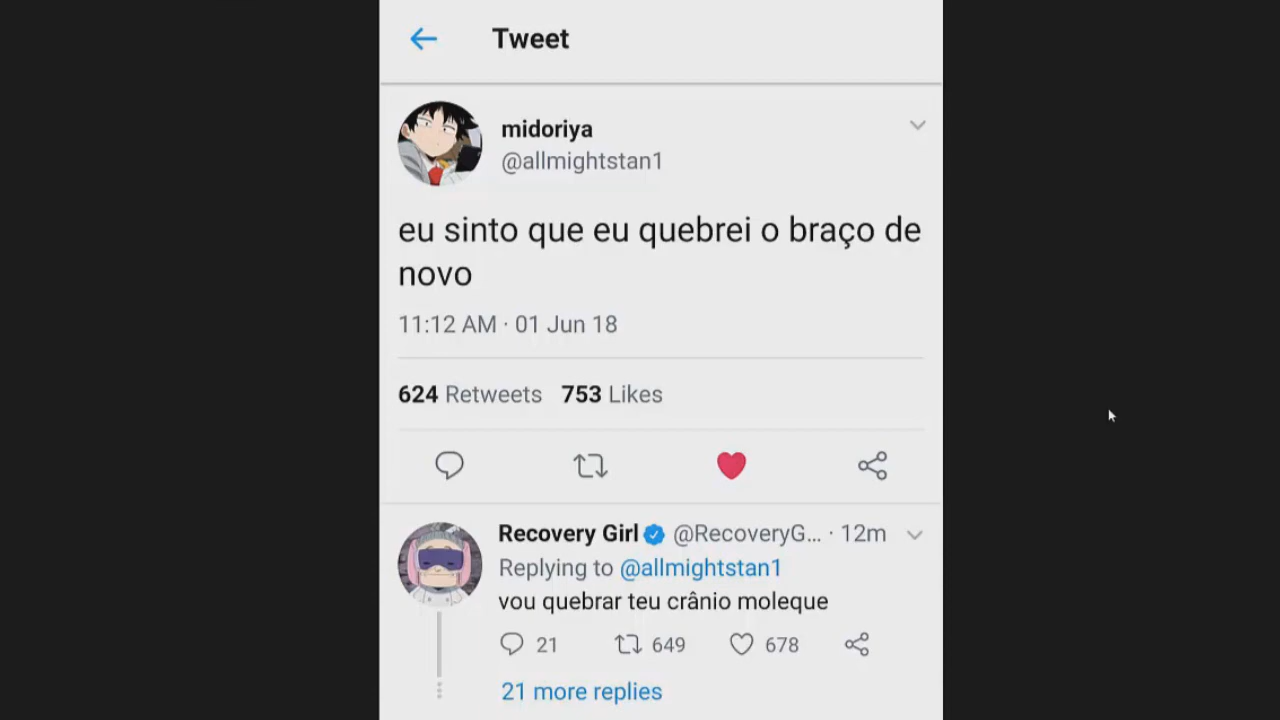 Tweet
midoriya
@allmightstan1
eu sinto que eu quebrei o braço de
novo
11:12 AM · 01 Jun 18
624 Retweets 753 Likes
Recovery Girl @RecoveryG... · 12m
Replying to @allmightstan1
vou quebrar teu crânio moleque
21 649 678
21 more replies